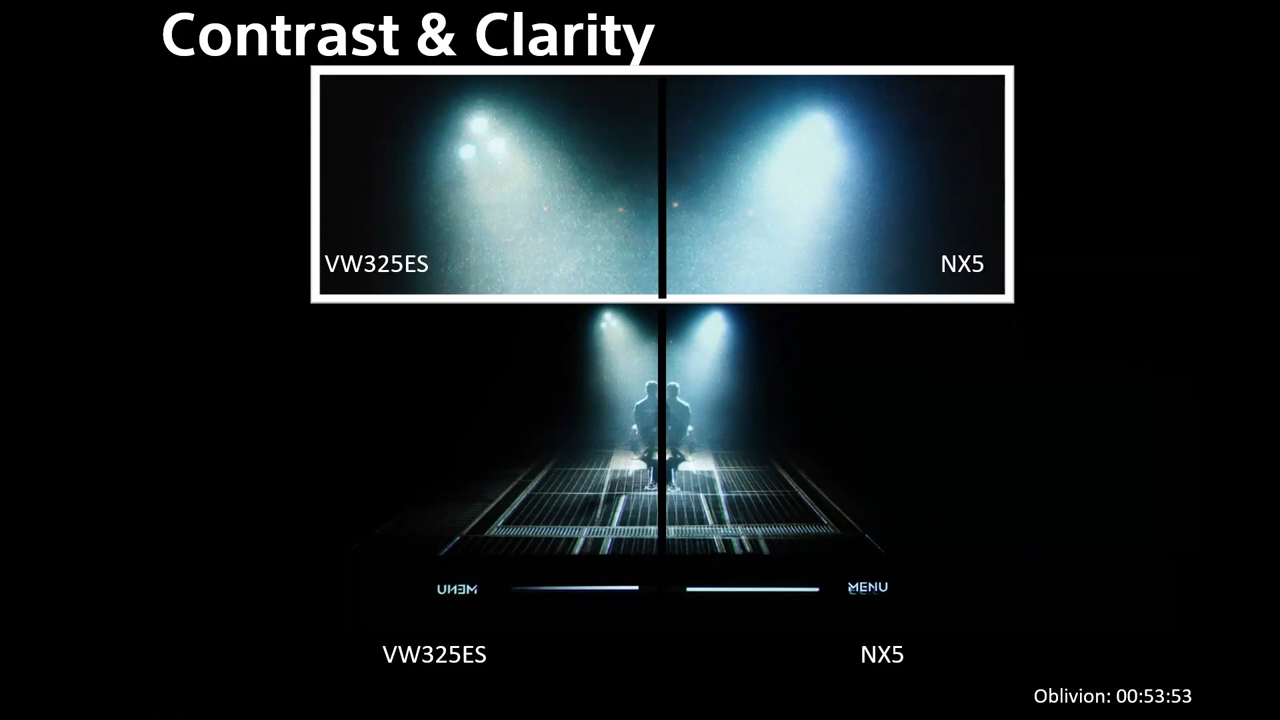 Contrast & Clarity
VW325ES
NX5
MENU
MENU
VW325ES
NX5
Oblivion: 00:53:53